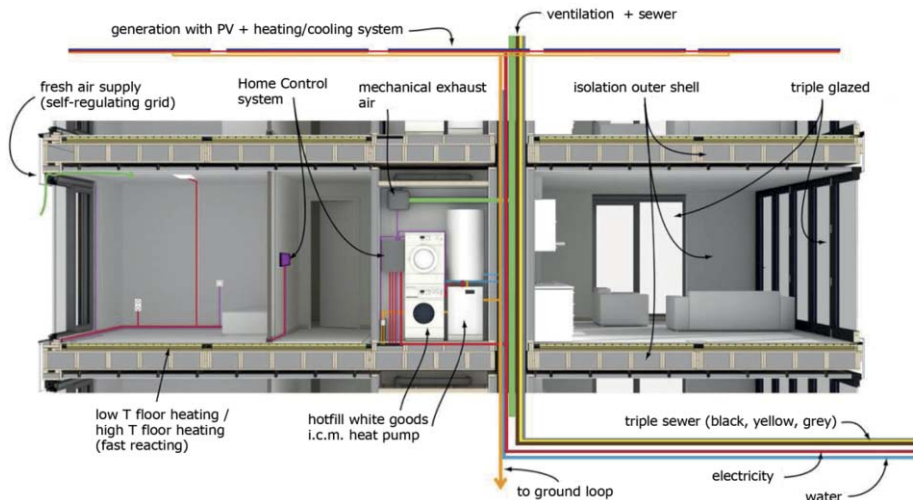 generation with PV + heating/cooling system
ventilation + sewer
fresh air supply
(self-regulating grid)
Home Control
system
mechanical exhaust
air
isolation outer shell
triple glazed
low T floor heating /
high T floor heating
(fast reacting)
hotfill white goods
i.c.m. heat pump
triple sewer (black, yellow, grey)
electricity
to ground loop
water